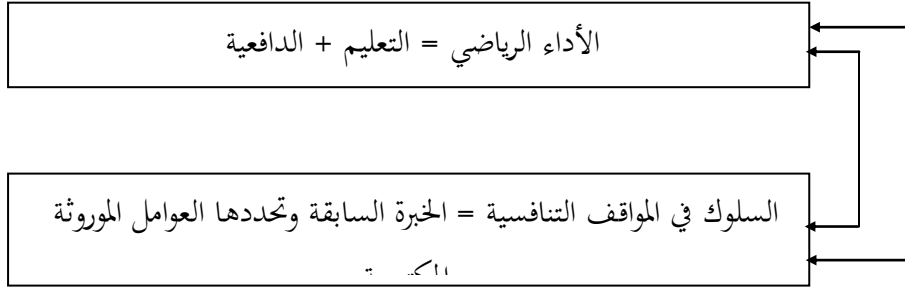 الأداء الرياضي = التعليم + الدافعية
السلوك في المواقف التنافسية = الخبرة السابقة وتحددها العوامل الموروثة